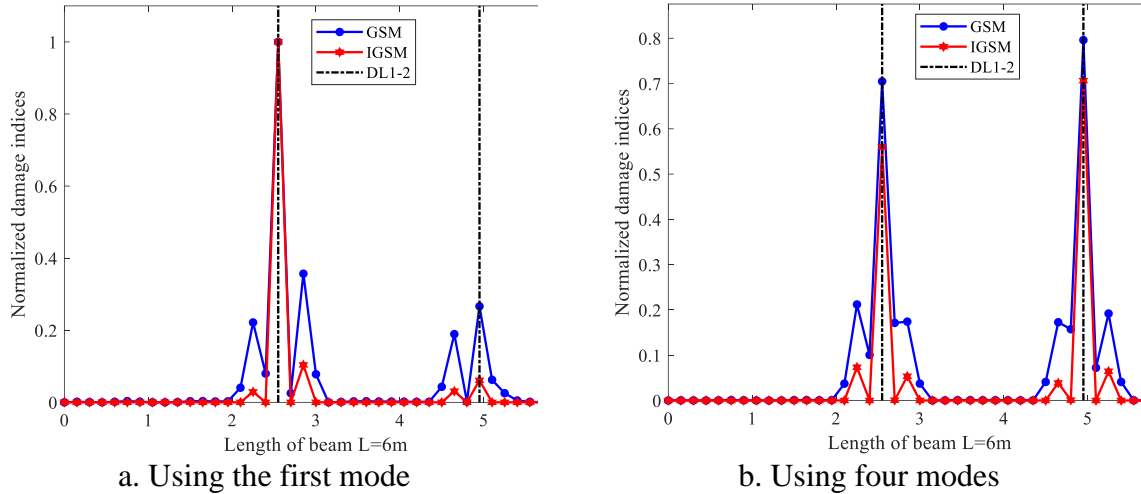 GSM
IGSM
DL1-2
Normalized damage indices
1
0.8
0.6
0.4
0.2
0
0 1 2 3 4 5
Length of beam L=6m
a. Using the first mode
GSM
IGSM
DL1-2
Normalized damage indices
0.8
0.7
0.6
0.5
0.4
0.3
0.2
0.1
0
0 1 2 3 4 5
Length of beam L=6m
b. Using four modes